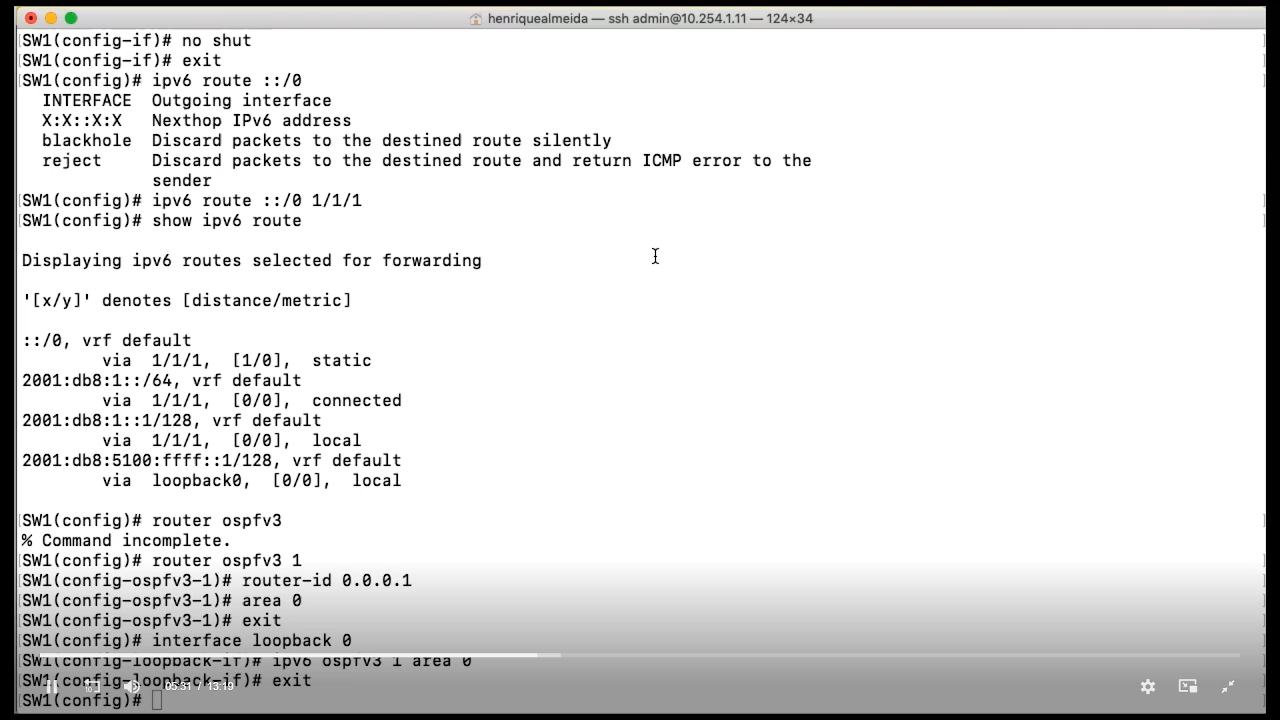 henriquealmeida — ssh admin@10.254.1.11 — 124×34
SW1(config-if)# no shut
SW1(config-if)# exit
SW1(config)# ipv6 route ::/0
INTERFACE  Outgoing interface
X:X::X:X   Nexthop IPv6 address
blackhole  Discard packets to the destined route silently
reject     Discard packets to the destined route and return ICMP error to the
sender
SW1(config)# ipv6 route ::/0 1/1/1
SW1(config)# show ipv6 route
Displaying ipv6 routes selected for forwarding
'[x/y]' denotes [distance/metric]
::/0, vrf default
via  1/1/1,  [1/0],  static
2001:db8:1::/64, vrf default
via  1/1/1,  [0/0],  connected
2001:db8:1::1/128, vrf default
via  1/1/1,  [0/0],  local
2001:db8:5100:ffff::1/128, vrf default
via  loopback0,  [0/0],  local
SW1(config)# router ospfv3
% Command incomplete.
SW1(config)# router ospfv3 1
SW1(config-ospfv3-1)# router-id 0.0.0.1
SW1(config-ospfv3-1)# area 0
SW1(config-ospfv3-1)# exit
SW1(config)# interface loopback 0
SW1(config-loopback-if)# ipv6 ospfv3 1 area 0
SW1(config-loopback-if)# exit
10
05:31 / 13:19
SW1(config)#